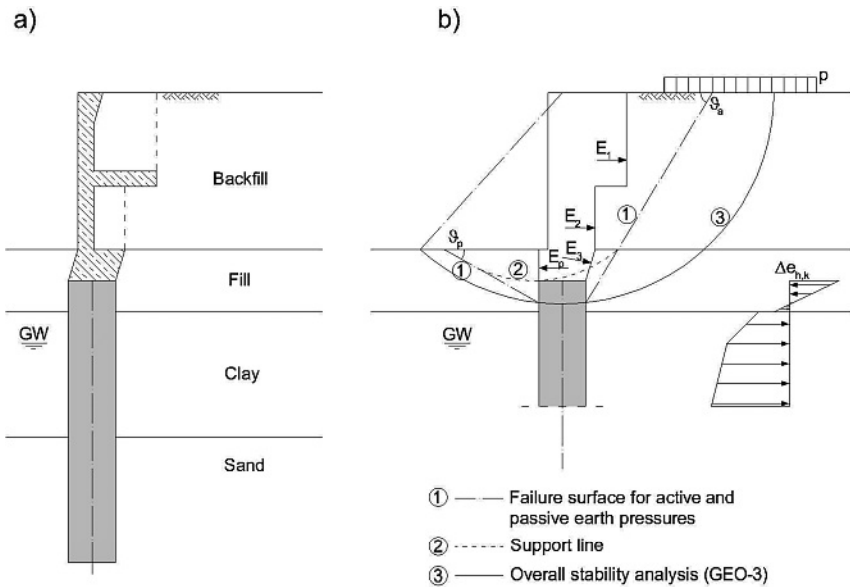 a)
Backfill
Fill
GW
Clay
Sand
b)
p
ϑa
E1
①
③
E2
ϑp
E3
Ep
①
②
Δeh,k
GW
① Failure surface for active and
passive earth pressures
② Support line
③ Overall stability analysis (GEO-3)